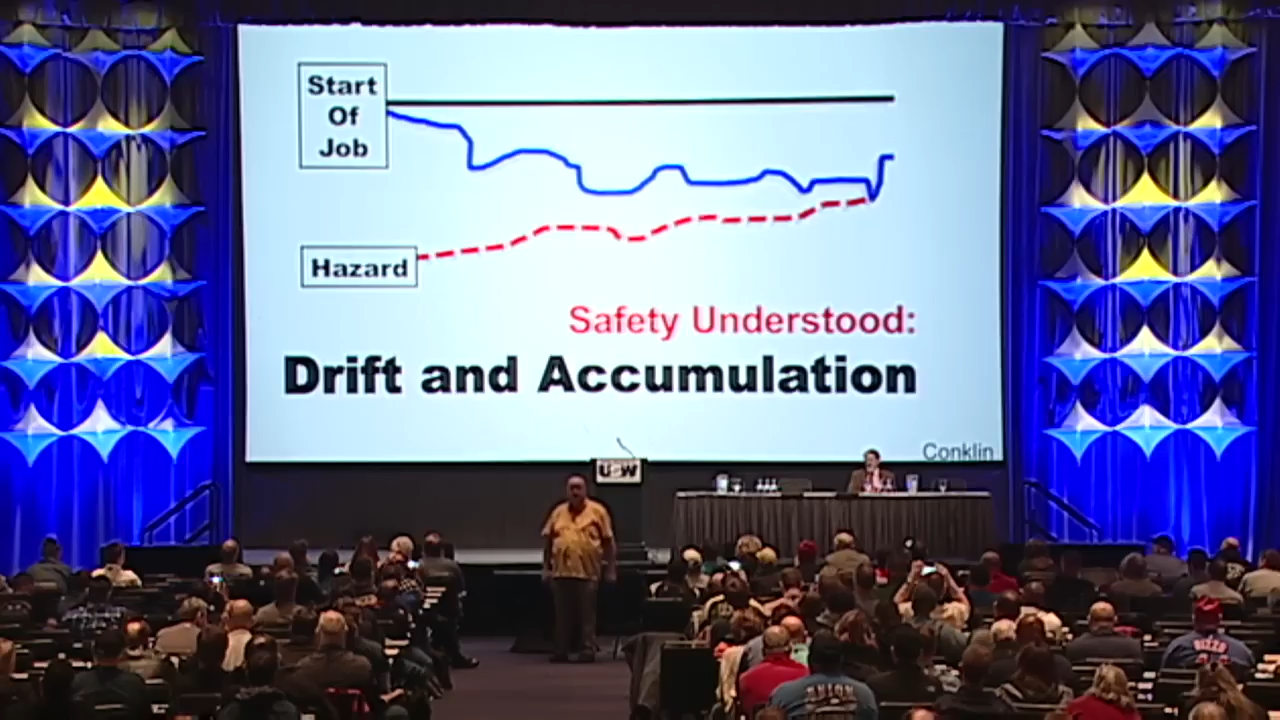 Start
Of
Job
Hazard
Safety Understood:
Drift and Accumulation
Conklin
USW